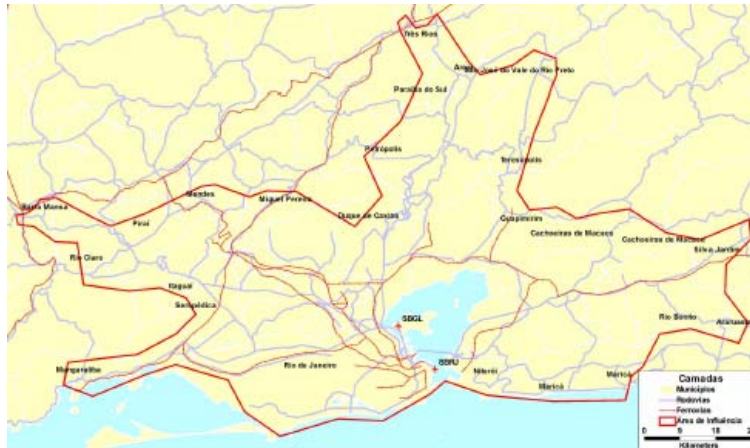 Três Rios
Areal
São José do Vale do Rio Preto
Paraíba do Sul
Petrópolis
Teresópolis
Mendes
Miguel Pereira
Barra Mansa
Duque de Caxias
Guapimirim
Piraí
Cachoeiras de Macacu
Cachoeiras de Macacu
Silva Jardim
Rio Claro
Itaguaí
Seropédica
SBGL
Rio Bonito
Araruama
Mangaratiba
Rio de Janeiro
SBRJ
Niterói
Maricá
Maricá
Camadas
Municípios
Rodovias
Ferrovias
Área de Influência
0 9 18
Kilometers